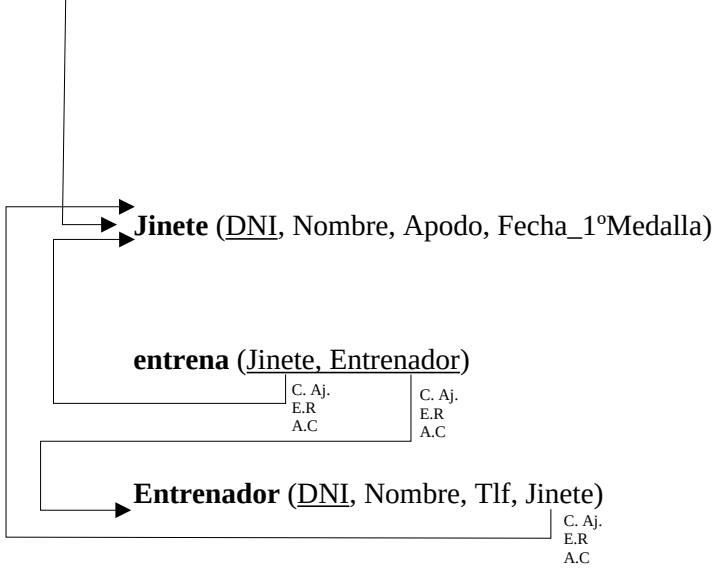 Jinete (DNI, Nombre, Apodo, Fecha_1ºMedalla)
entrena (Jinete, Entrenador)
C. Aj.
E.R
A.C
C. Aj.
E.R
A.C
Entrenador (DNI, Nombre, Tlf, Jinete)
C. Aj.
E.R
A.C